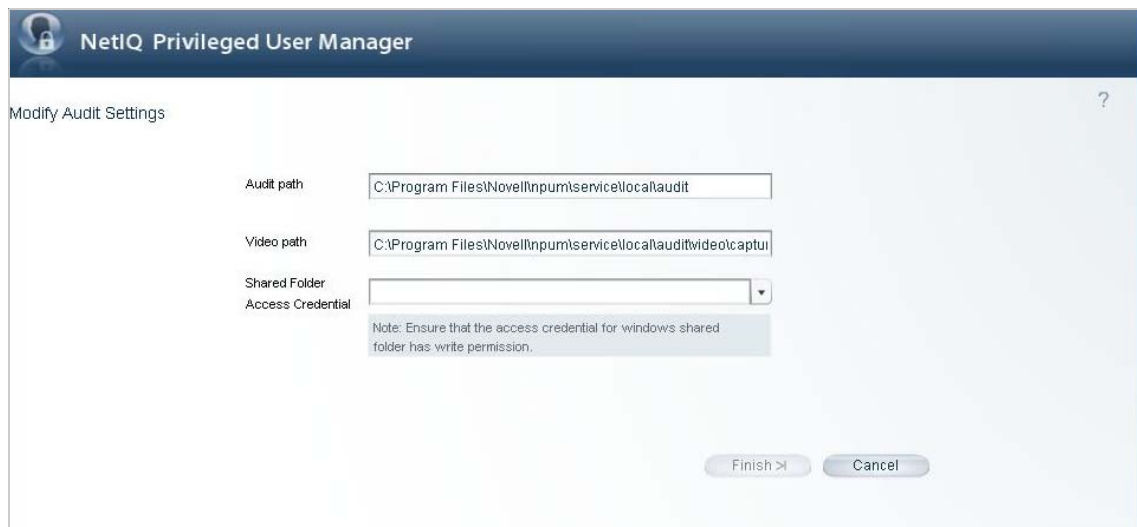 NetIQ Privileged User Manager
?
Modify Audit Settings
Audit path
C:\Program Files\Novell\npum\service\local\audit
Video path
C:\Program Files\Novell\npum\service\local\audit\video\captur
Shared Folder
Access Credential
Note: Ensure that the access credential for windows shared
folder has write permission.
Finish >|
Cancel